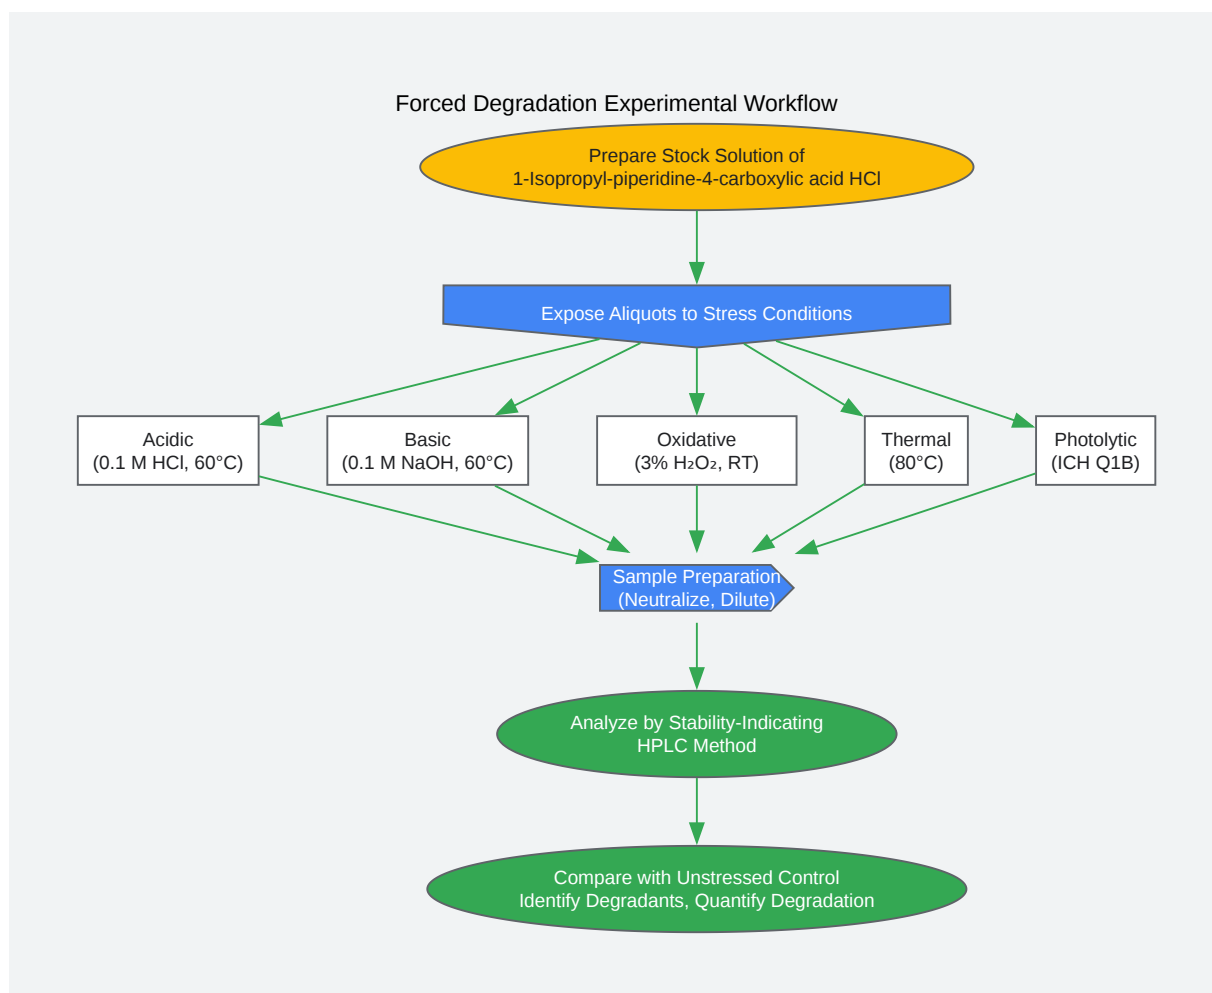 Forced Degradation Experimental Workflow
Prepare Stock Solution of
1-Isopropyl-piperidine-4-carboxylic acid HCl
Expose Aliquots to Stress Conditions
Acidic
(0.1 M HCl, 60°C)
Basic
(0.1 M NaOH, 60°C)
Oxidative
(3% H₂O₂, RT)
Thermal
(80°C)
Photolytic
(ICH Q1B)
Sample Preparation
(Neutralize, Dilute)
Analyze by Stability-Indicating
HPLC Method
Compare with Unstressed Control
Identify Degradants, Quantify Degradation